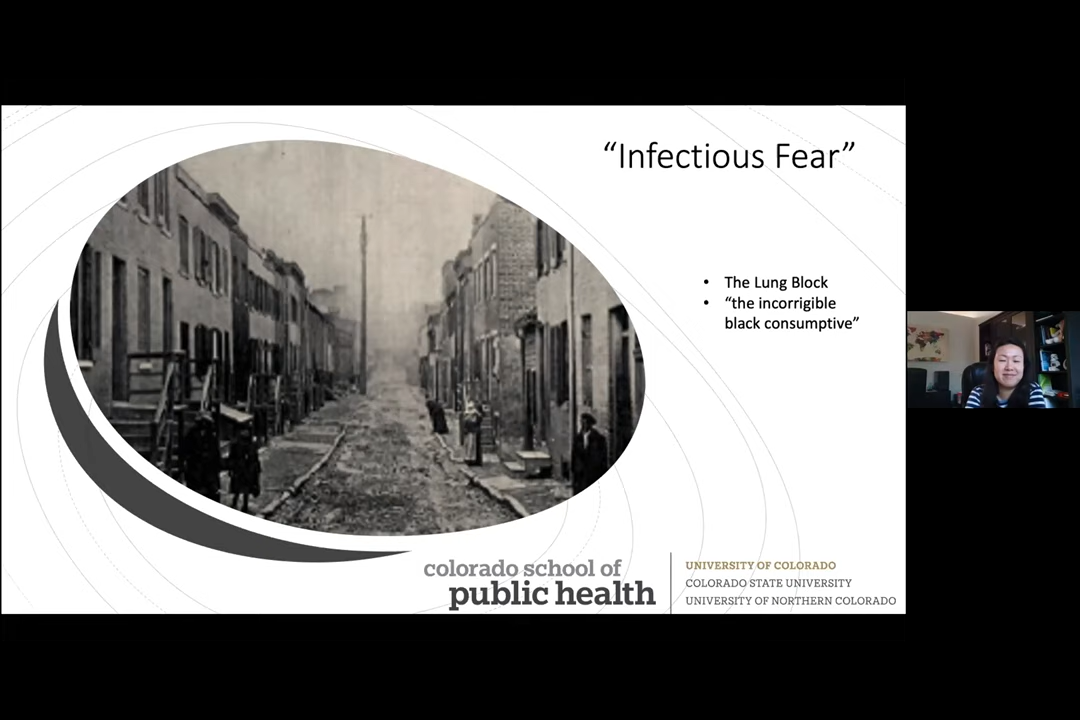 “Infectious Fear”
• The Lung Block
• “the incorrigible
black consumptive”
colorado school of
public health
UNIVERSITY OF COLORADO
COLORADO STATE UNIVERSITY
UNIVERSITY OF NORTHERN COLORADO